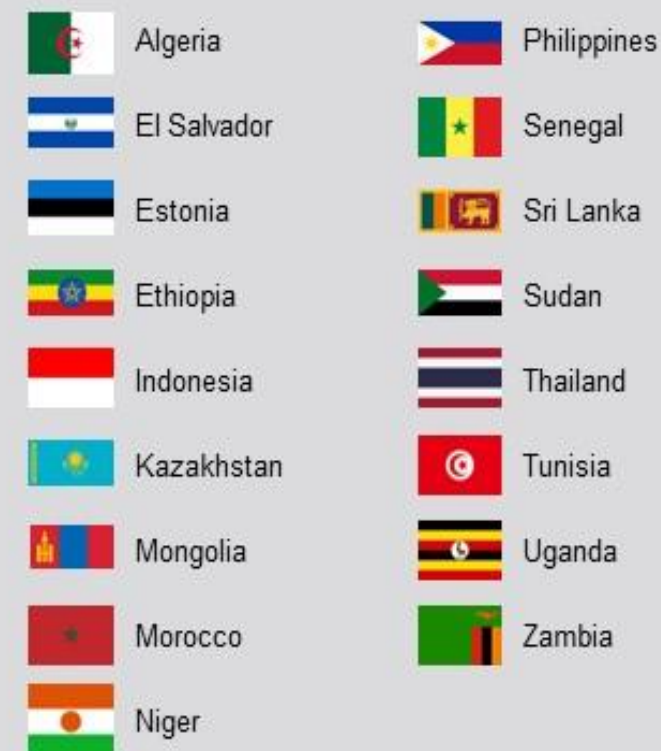 Algeria
El Salvador
Estonia
Ethiopia
Indonesia
Kazakhstan
Mongolia
Morocco
Niger
Philippines
Senegal
Sri Lanka
Sudan
Thailand
Tunisia
Uganda
Zambia